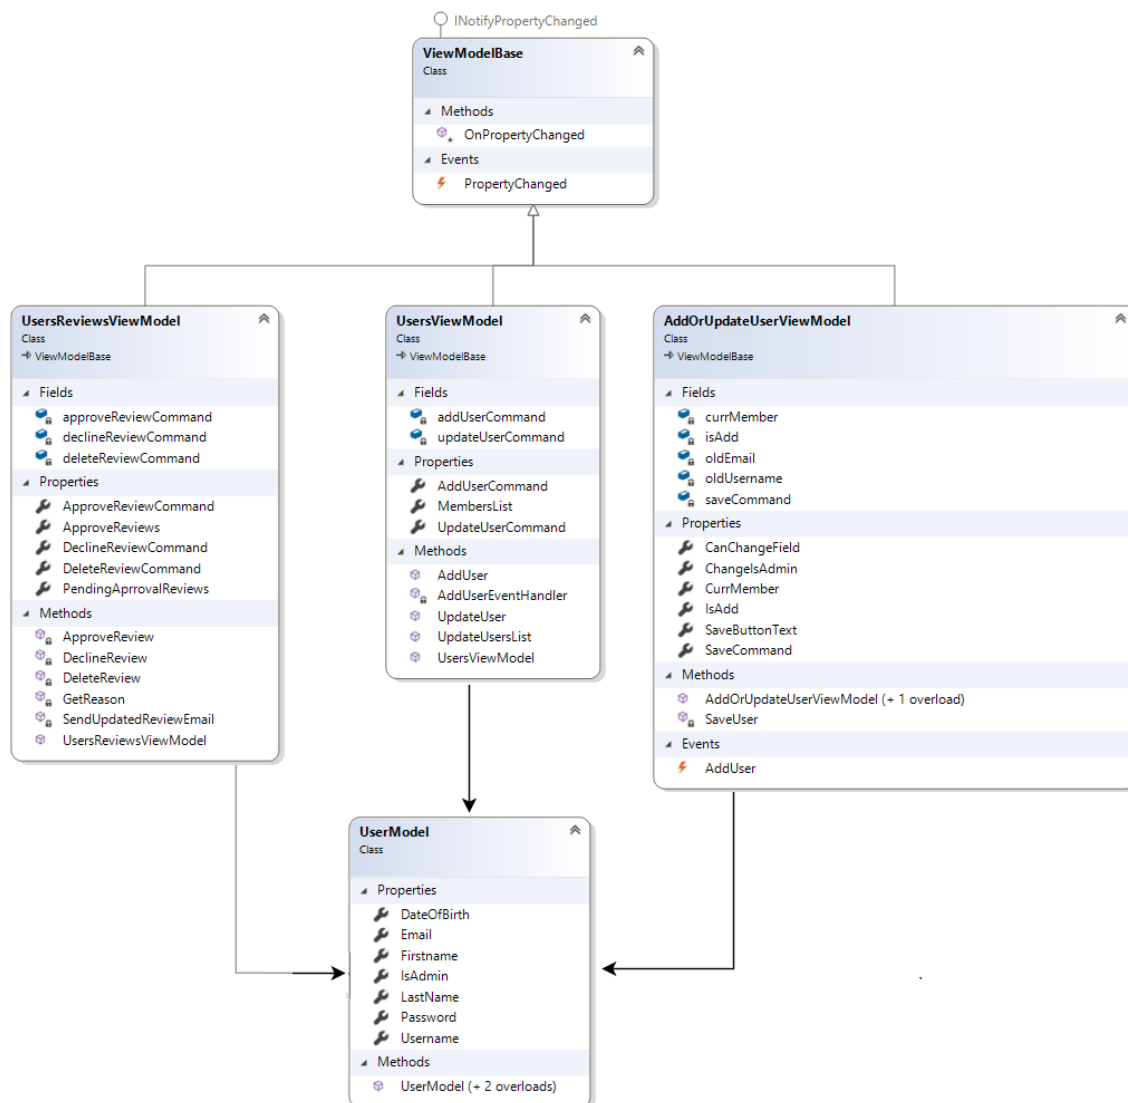 INotifyPropertyChanged
ViewModelBase
Class
Methods
OnPropertyChanged
Events
PropertyChanged
UsersReviewsViewModel
Class
ViewModelBase
Fields
approveReviewCommand
declineReviewCommand
deleteReviewCommand
Properties
ApproveReviewCommand
ApproveReviews
DeclineReviewCommand
DeleteReviewCommand
PendingAprrovalReviews
Methods
ApproveReview
DeclineReview
DeleteReview
GetReason
SendUpdatedReviewEmail
UsersReviewsViewModel
UsersViewModel
Class
ViewModelBase
Fields
addUserCommand
updateUserCommand
Properties
AddUserCommand
MembersList
UpdateUserCommand
Methods
AddUser
AddUserEventHandler
UpdateUser
UpdateUsersList
UsersViewModel
AddOrUpdateUserViewModel
Class
ViewModelBase
Fields
currMember
isAdd
oldEmail
oldUsername
saveCommand
Properties
CanChangeField
ChangeIsAdmin
CurrMember
IsAdd
SaveButtonText
SaveCommand
Methods
AddOrUpdateUserViewModel (+ 1 overload)
SaveUser
Events
AddUser
UserModel
Class
Properties
DateOfBirth
Email
Firstname
IsAdmin
LastName
Password
Username
Methods
UserModel (+ 2 overloads)